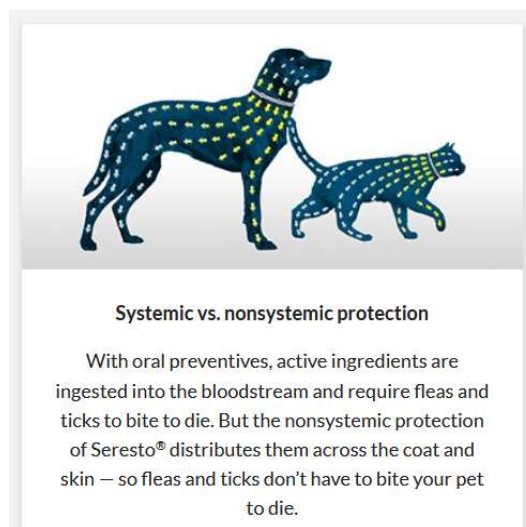 Systemic vs. nonsystemic protection
With oral preventives, active ingredients are
ingested into the bloodstream and require fleas and
ticks to bite to die. But the nonsystemic protection
of Seresto® distributes them across the coat and
skin — so fleas and ticks don’t have to bite your pet
to die.